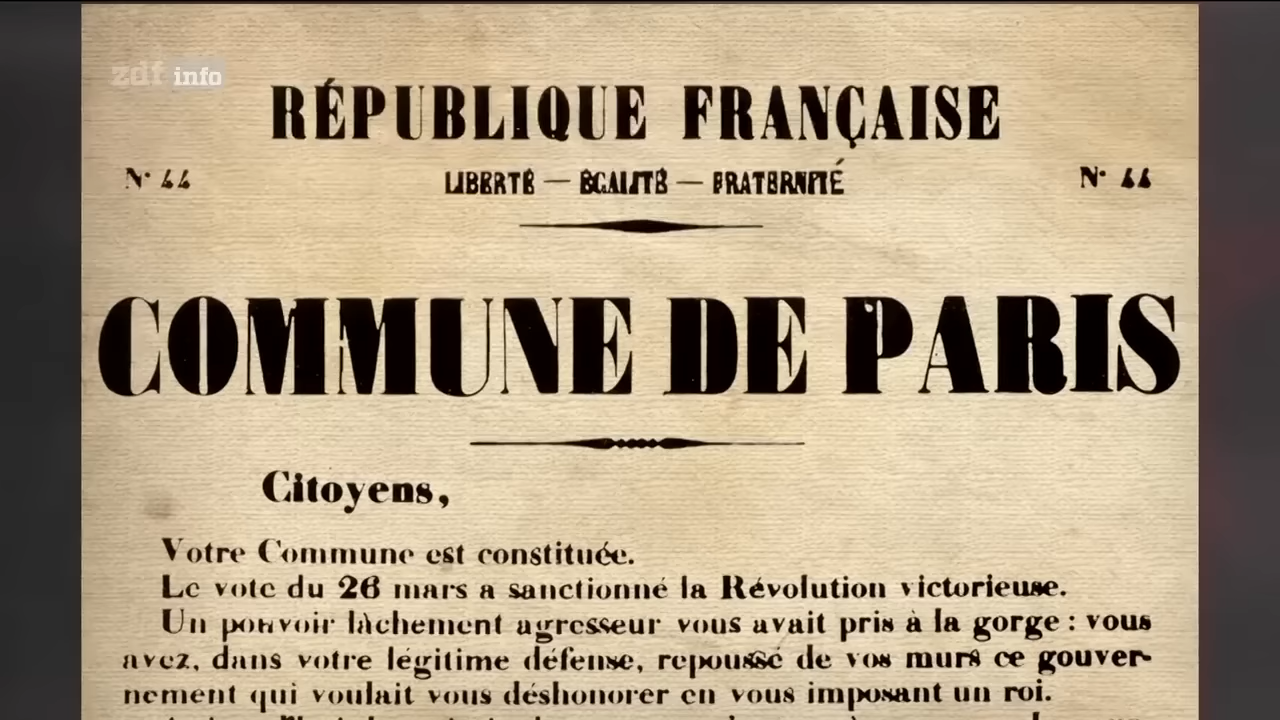 zdf info
RÉPUBLIQUE FRANÇAISE
N° 44 LIBERTÉ — ÉGALITÉ — FRATERNITÉ N° 44
COMMUNE DE PARIS
Citoyens,
Votre Commune est constituée.
Le vote du 26 mars a sanctionné la Révolution victorieuse.
Un pouvoir lâchement agresseur vous avait pris à la gorge : vous
avez, dans votre légitime défense, repoussé de vos murs ce gouver-
nement qui voulait vous déshonorer en vous imposant un roi.